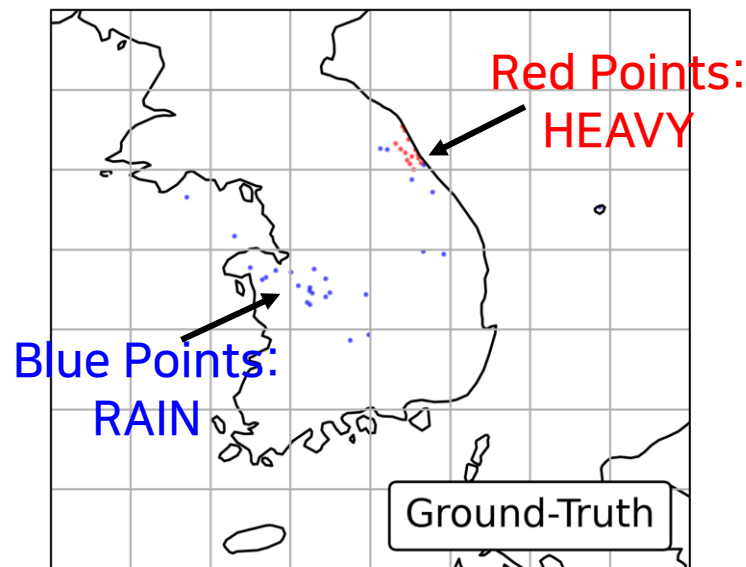 Red Points:
HEAVY
Blue Points:
RAIN
Ground-Truth